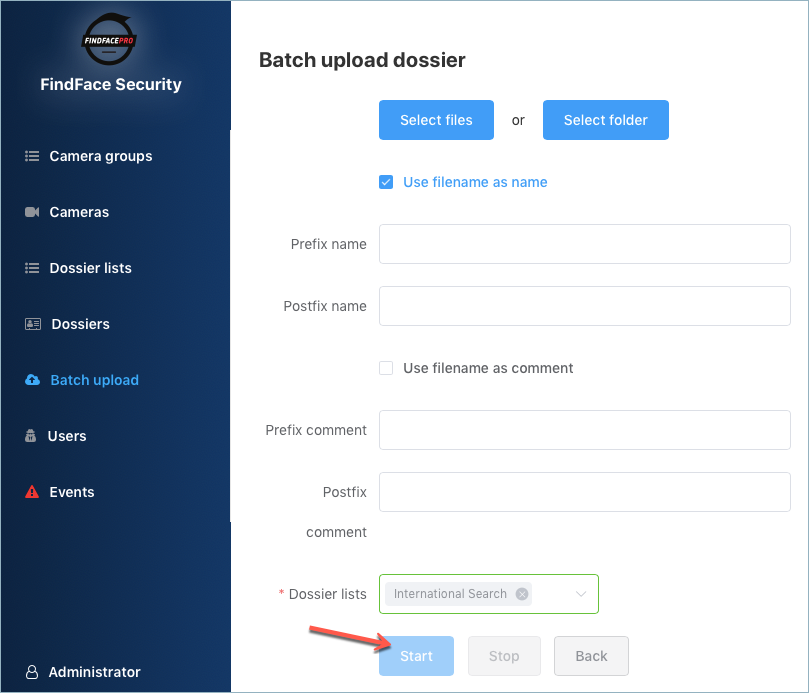 FINDFACEPRO
FindFace Security
Camera groups
Cameras
Dossier lists
Dossiers
Batch upload
Users
Events
Administrator
Batch upload dossier
Select files or Select folder
Use filename as name
Prefix name
Postfix name
Use filename as comment
Prefix comment
Postfix
comment
* Dossier lists International Search
Start Stop Back